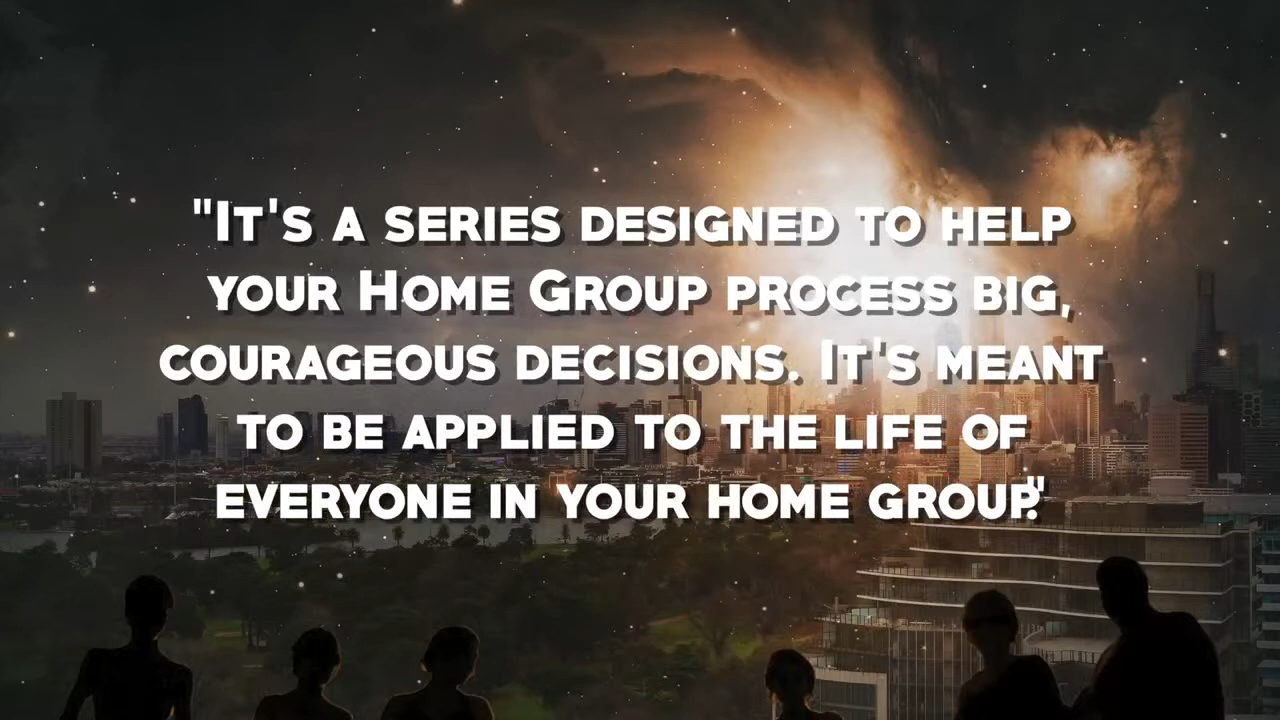 "It's a series designed to help
your Home Group process big,
courageous decisions. It's meant
to be applied to the life of
everyone in your home group."